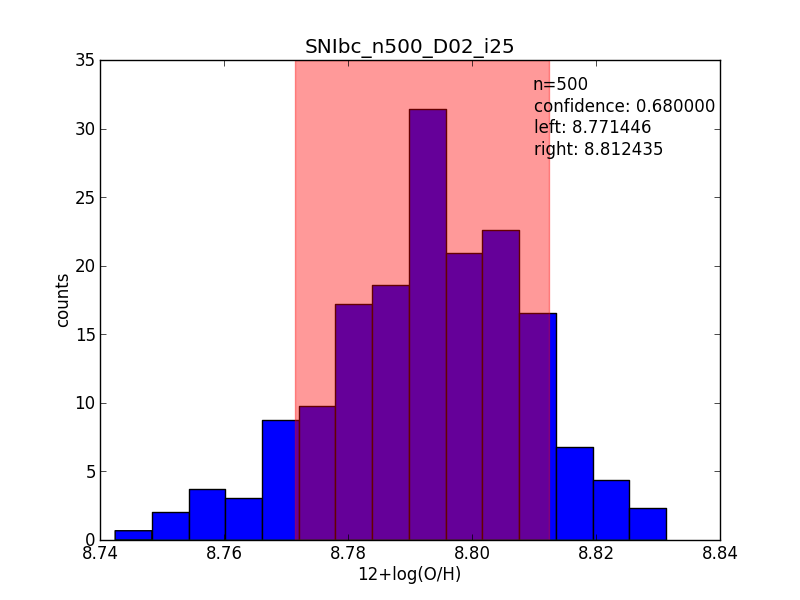 SNIbc_n500_D02_i25
n=500
confidence: 0.680000
left: 8.771446
right: 8.812435
counts
35
30
25
20
15
10
5
0
8.74 8.76 8.78 8.80 8.82 8.84
12+log(O/H)